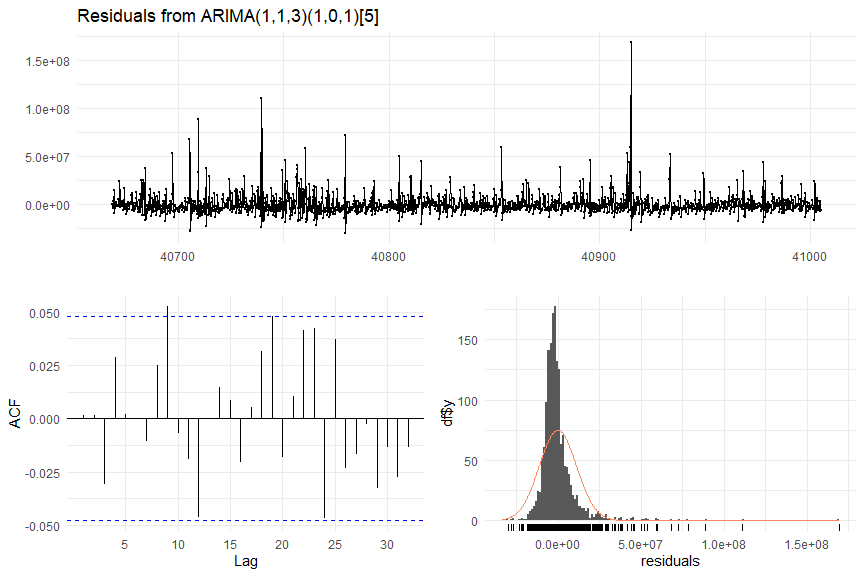 Residuals from ARIMA(1,1,3)(1,0,1)[5]
1.5e+08
1.0e+08
5.0e+07
0.0e+00
40700 40800 40900 41000
0.050
0.025
0.000
-0.025
-0.050
ACF
5 10 15 20 25 30
Lag
150
100
50
0
df$y
0.0e+00 5.0e+07 1.0e+08 1.5e+08
residuals